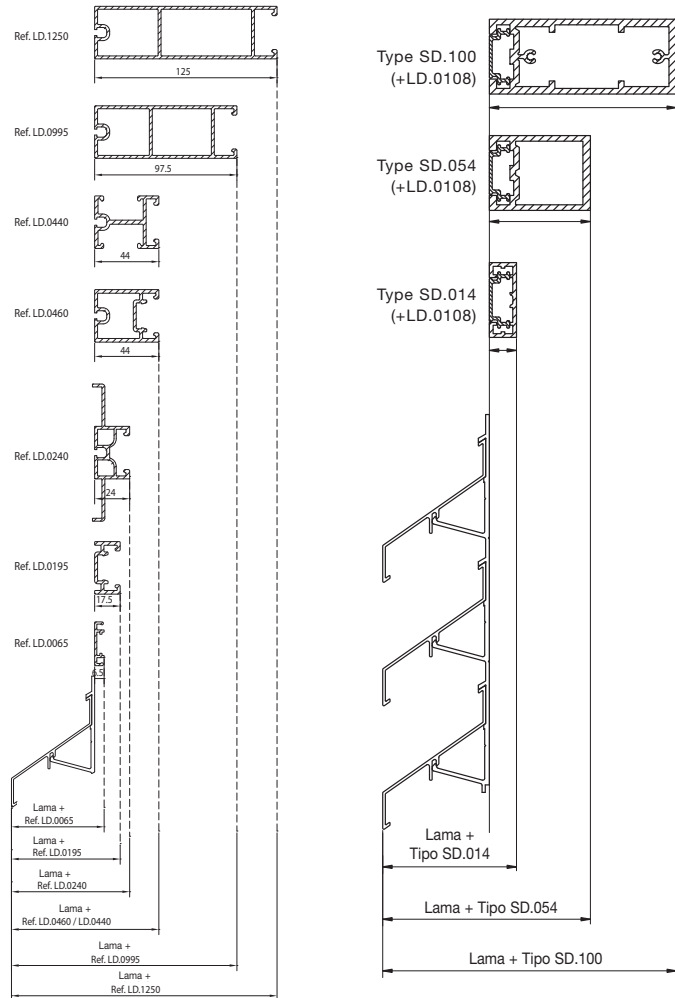 Ref. LD.1250
125
Ref. LD.0995
97.5
Ref. LD.0440
44
Ref. LD.0460
44
Ref. LD.0240
24
Ref. LD.0195
17.5
Ref. LD.0065
6.5
Lama +
Ref. LD.0065
Lama +
Ref. LD.0195
Lama +
Ref. LD.0240
Lama +
Ref. LD.0460 / LD.0440
Lama +
Ref. LD.0995
Lama +
Ref. LD.1250
Type SD.100
(+LD.0108)
Type SD.054
(+LD.0108)
Type SD.014
(+LD.0108)
Lama +
Tipo SD.014
Lama + Tipo SD.054
Lama + Tipo SD.100